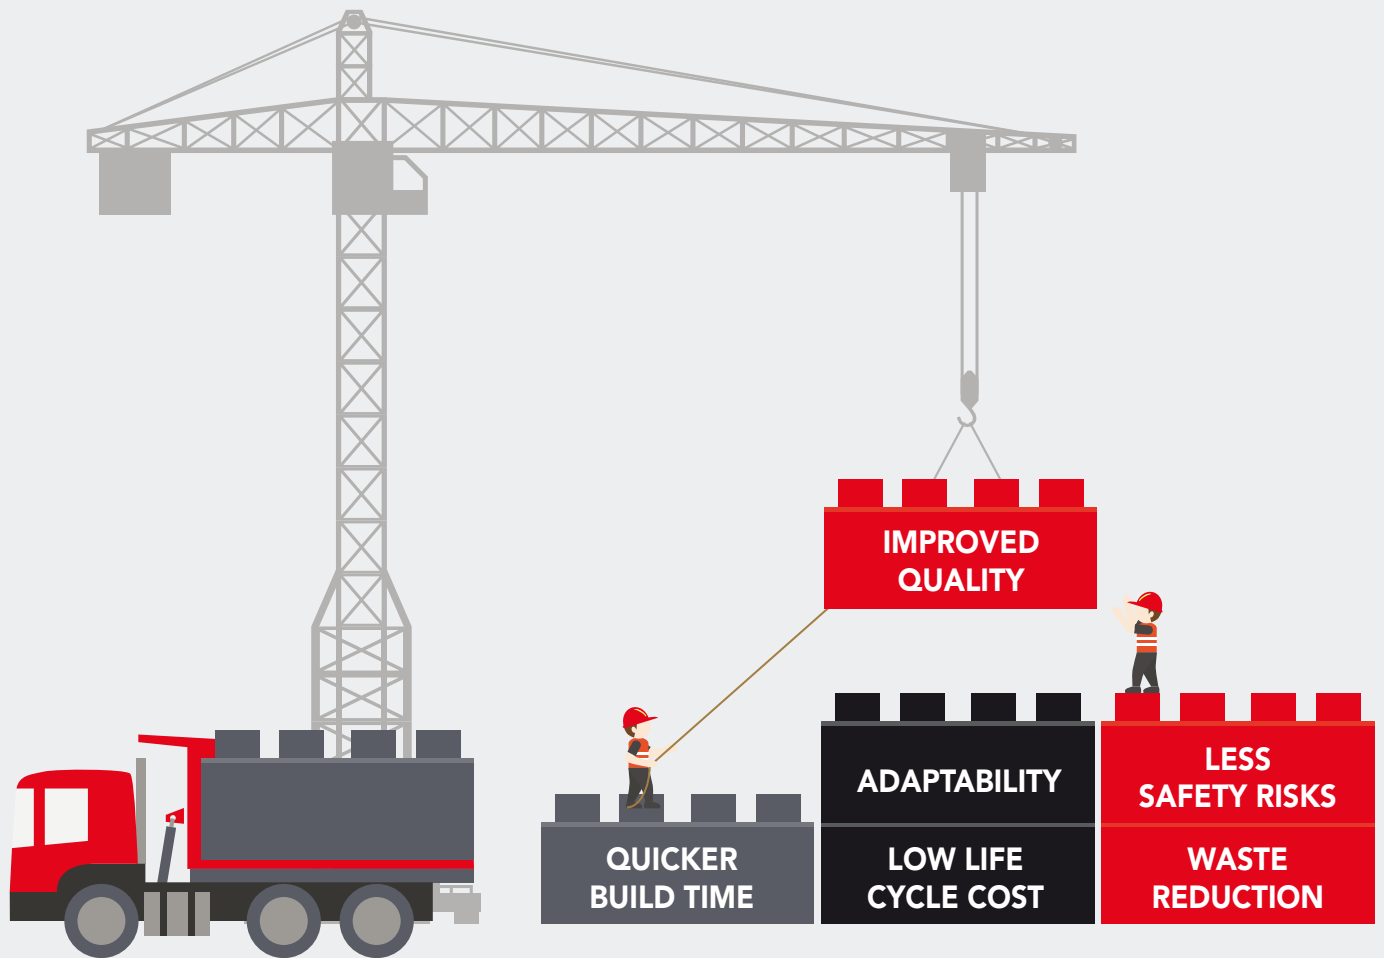 IMPROVED
QUALITY
ADAPTABILITY
LESS
SAFETY RISKS
QUICKER
BUILD TIME
LOW LIFE
CYCLE COST
WASTE
REDUCTION